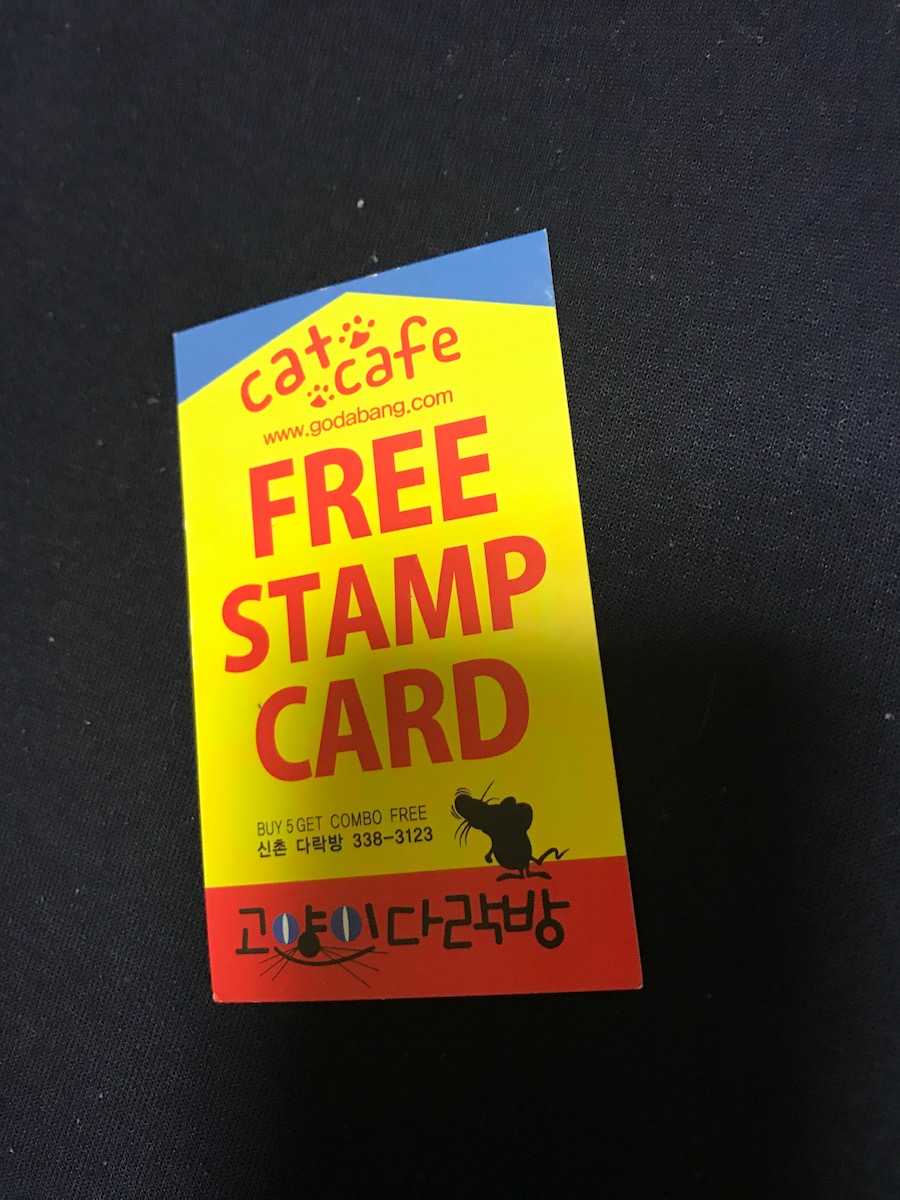 cat
cafe
www.godabang.com
FREE
STAMP
CARD
BUY 5 GET COMBO FREE
신촌 다락방 338-3123
고양이다락방